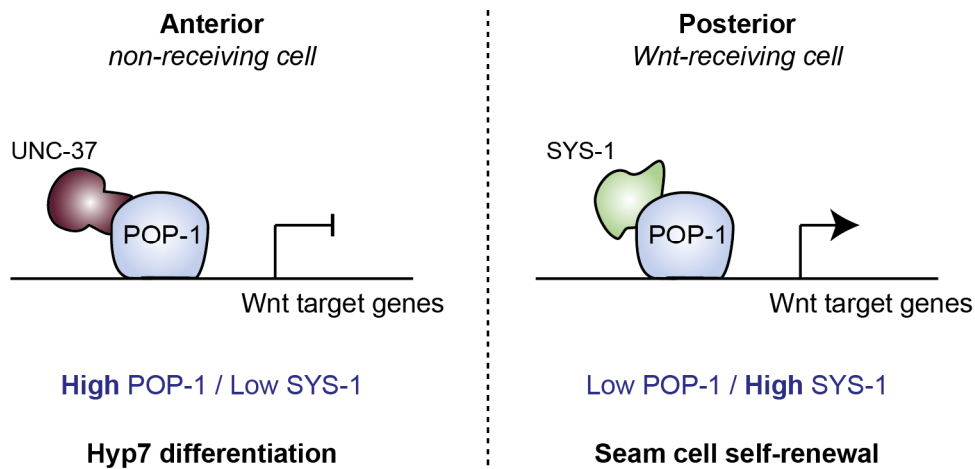 Anterior
non-receiving cell
UNC-37
POP-1
Wnt target genes
High POP-1 / Low SYS-1
Hyp7 differentiation
Posterior
Wnt-receiving cell
SYS-1
POP-1
Wnt target genes
Low POP-1 / High SYS-1
Seam cell self-renewal